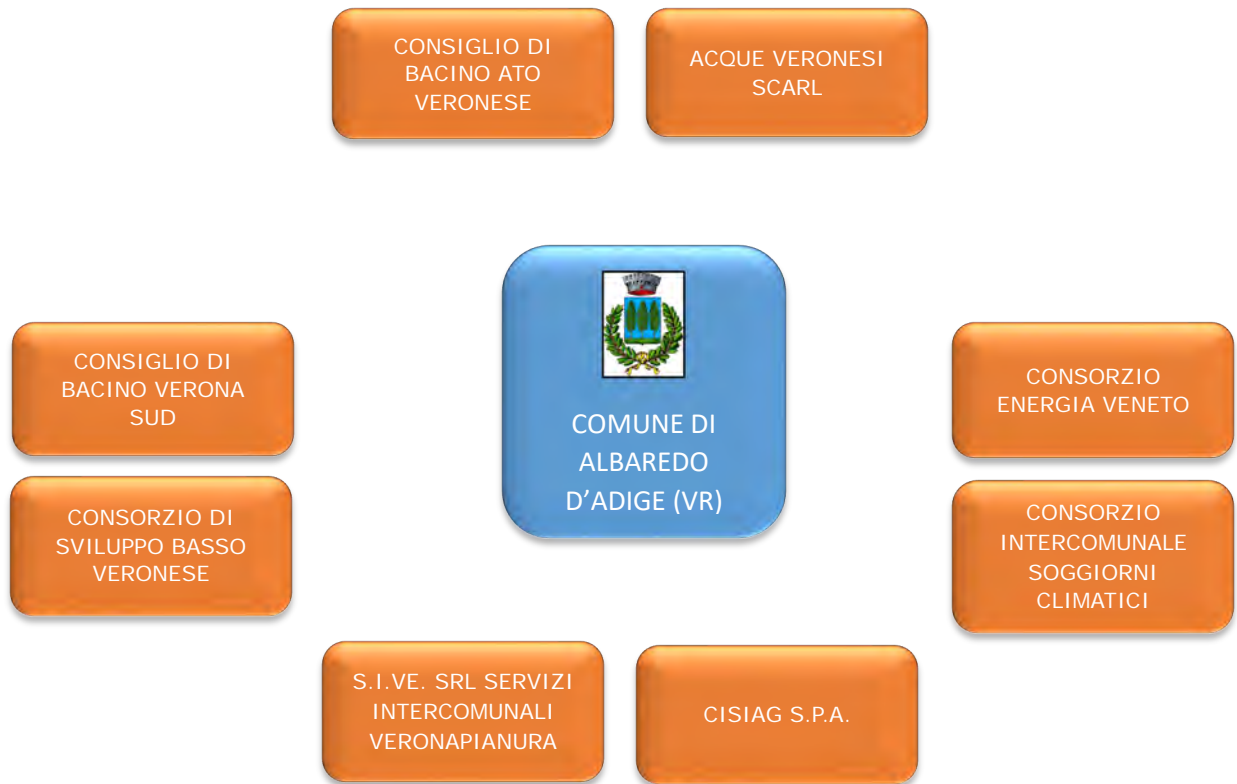 CONSIGLIO DI
BACINO ATO
VERONESE
ACQUE VERONESI
SCARL
COMUNE DI
ALBAREDO
D’ADIGE (VR)
CONSIGLIO DI
BACINO VERONA
SUD
CONSORZIO
ENERGIA VENETO
CONSORZIO DI
SVILUPPO BASSO
VERONESE
CONSORZIO
INTERCOMUNALE
SOGGIORNI
CLIMATICI
S.I.VE. SRL SERVIZI
INTERCOMUNALI
VERONAPIANURA
CISIAG S.P.A.